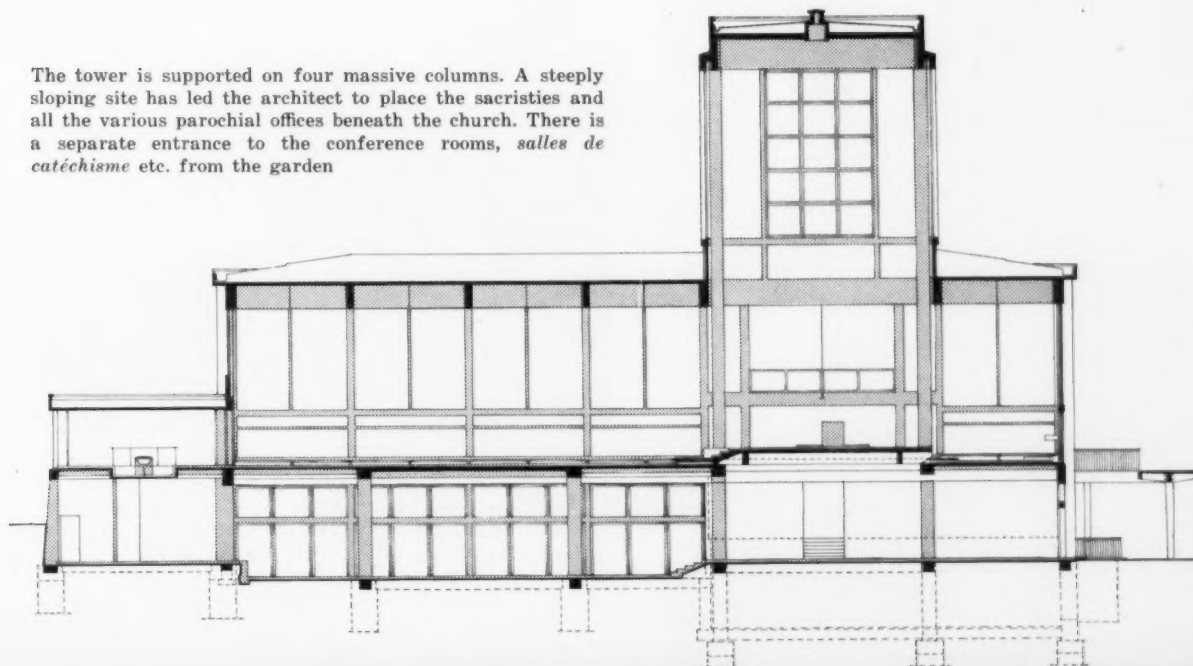 The tower is supported on four massive columns. A steeply
sloping site has led the architect to place the sacristies and
all the various parochial offices beneath the church. There is
a separate entrance to the conference rooms, salles de
catéchisme etc. from the garden